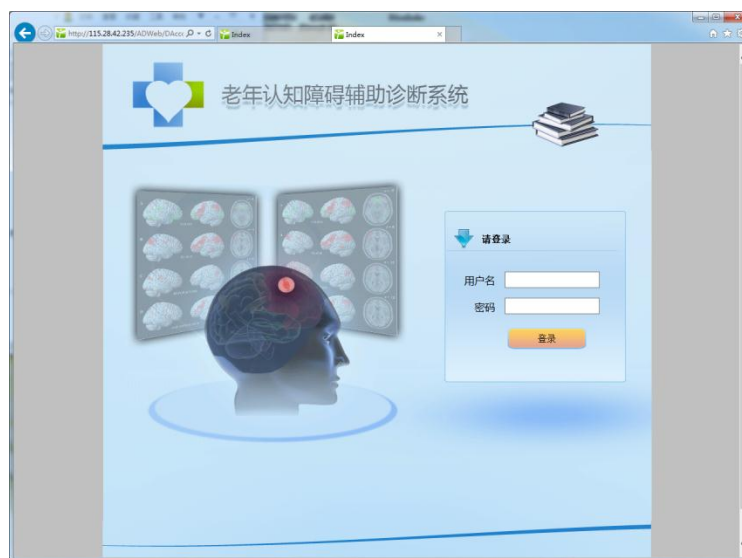 http://115.28.42.235/ADWeb/DAcco
Index
Index
老年认知障碍辅助诊断系统
请登录
用户名
密码
登录